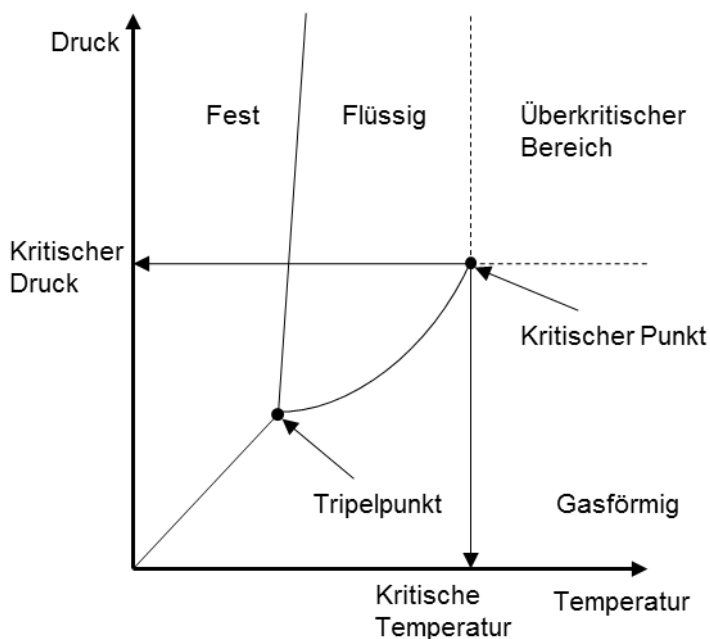 Druck
Fest
Flüssig
Überkritischer
Bereich
Kritischer
Druck
Kritischer Punkt
Tripelpunkt
Gasförmig
Kritische
Temperatur
Temperatur